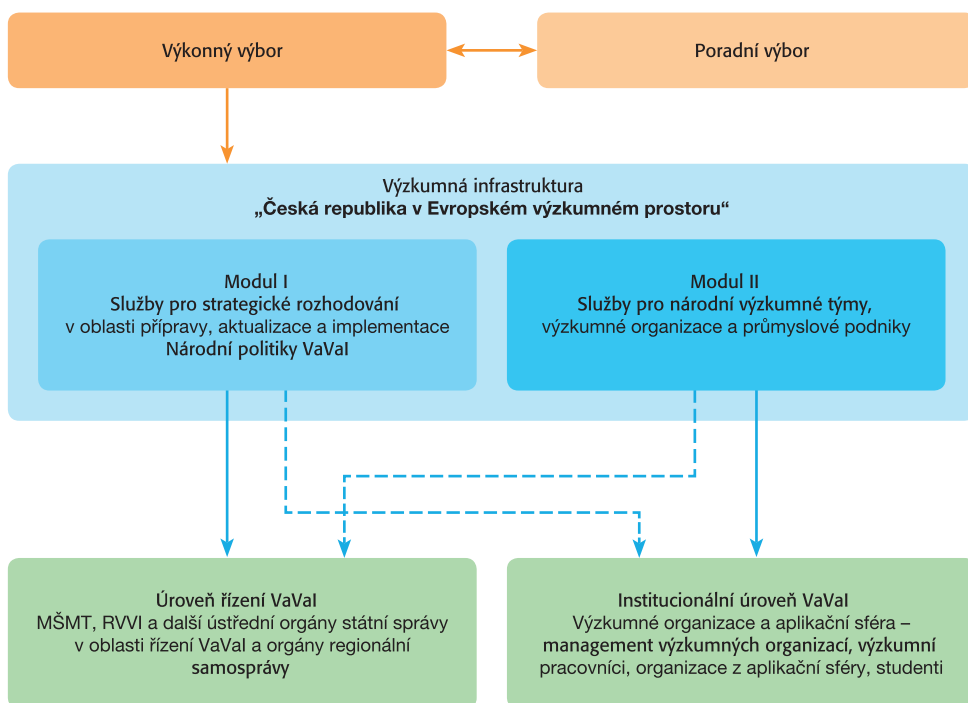 Výkonný výbor
Poradní výbor
Výzkumná infrastruktura
„Česká republika v Evropském výzkumném prostoru“
Modul I
Služby pro strategické rozhodování
v oblasti přípravy, aktualizace a implementace
Národní politiky VaVaI
Modul II
Služby pro národní výzkumné týmy,
výzkumné organizace a průmyslové podniky
Úroveň řízení VaVaI
MŠMT, RVVI a další ústřední orgány státní správy
v oblasti řízení VaVaI a orgány regionální
samosprávy
Institucionální úroveň VaVaI
Výzkumné organizace a aplikační sféra –
management výzkumných organizací, výzkumní
pracovníci, organizace z aplikační sféry, studenti